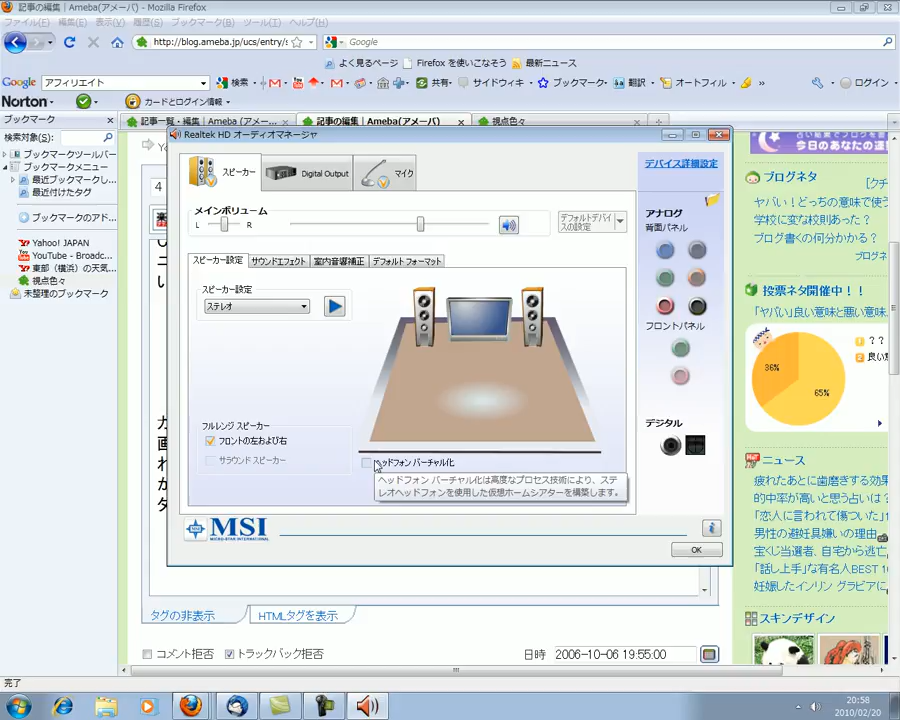 記事の編集 | Ameba(アメーバ) - Mozilla Firefox
ファイル(F) 編集(E) 表示(V) 履歴(S) ブックマーク(B) ツール(T) ヘルプ(H)
http://blog.ameba.jp/ucs/entry/s
Google
よく見るページ Firefox を使いこなそう 最新ニュース
Google アフィリエイト 検索 共有 サイドウィキ ブックマーク 翻訳 オートフィル ログイン
Norton カードとログイン情報
ブックマーク
検索対象(S):
ブックマークツールバー
ブックマークメニュー
最近ブックマークし...
最近付けたタグ
ブックマークのアド...
Yahoo! JAPAN
YouTube - Broadc...
東部（横浜）の天気...
視点色々
未整理のブックマーク
記事一覧・編集 | Ameba(アメー...
記事の編集 | Ameba(アメーバ)
視点色々
Realtek HD オーディオマネージャ
スピーカー
Digital Output
マイク
デバイス詳細設定
メインボリューム
L R
デフォルトデバイスの設定
スピーカー設定 サウンドエフェクト 室内音響補正 デフォルト フォーマット
スピーカー設定
ステレオ
フルレンジ スピーカー
フロントの左および右
サラウンド スピーカー
ヘッドフォン バーチャル化
ヘッドフォン バーチャル化は高度なプロセス技術により、ステ
レオヘッドフォンを使用した仮想ホームシアターを構築します。
アナログ
背面パネル
フロントパネル
デジタル
MSI
MICRO-STAR INTERNATIONAL
OK
タグの非表示 HTMLタグを表示
コメント拒否 トラックバック拒否 日時 2006-10-06 19:55:00
今日のあなたの運
ブログネタ
[クチ
ヤバい！どっちの意味で使う
学校に変な校則あった？
ブログ書くの何分かかる？
ブログネ
投票ネタ開催中！！
「ヤバい」良い意味と悪い意味
36%
65%
1 ？？
2 良い
ニュース
疲れたあとに歯磨きする効果
的中率が高いと思う占いは？
「恋人に言われて傷ついた」
男性の避妊具嫌いの理由
宝くじ当選者、自宅から逃亡
「話し上手」な有名人BEST 1
妊娠したインリン グラビアに
スキンデザイン
完了
20:58
2010/02/20